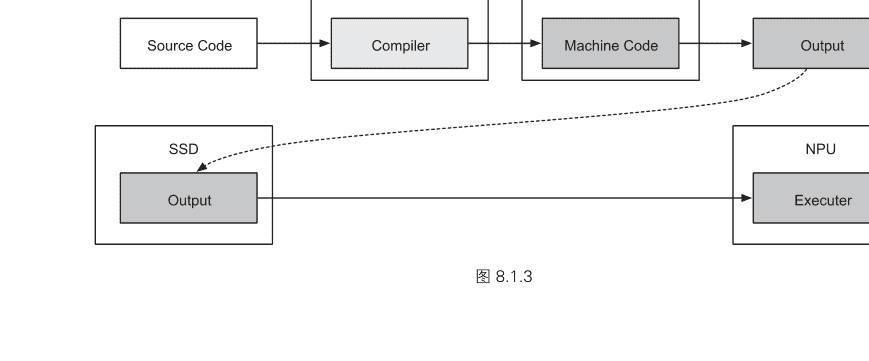 Source Code
Compiler
Machine Code
Output
SSD
NPU
Output
Executer
图 8.1.3